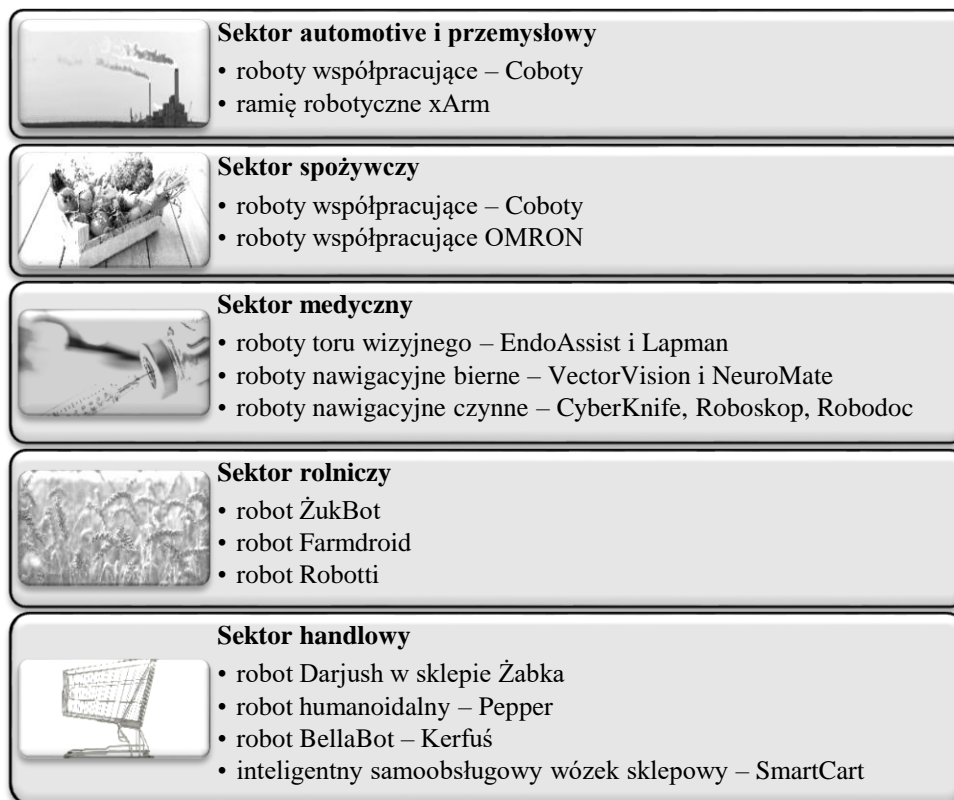 Sektor automotive i przemysłowy
• roboty współpracujące – Coboty
• ramię robotyczne xArm
Sektor spożywczy
• roboty współpracujące – Coboty
• roboty współpracujące OMRON
Sektor medyczny
• roboty toru wizyjnego – EndoAssist i Lapman
• roboty nawigacyjne bierne – VectorVision i NeuroMate
• roboty nawigacyjne czynne – CyberKnife, Roboskop, Robodoc
Sektor rolniczy
• robot ŻukBot
• robot Farmdroid
• robot Robotti
Sektor handlowy
• robot Darjush w sklepie Żabka
• robot humanoidalny – Pepper
• robot BellaBot – Kerfuś
• inteligentny samoobsługowy wózek sklepowy – SmartCart